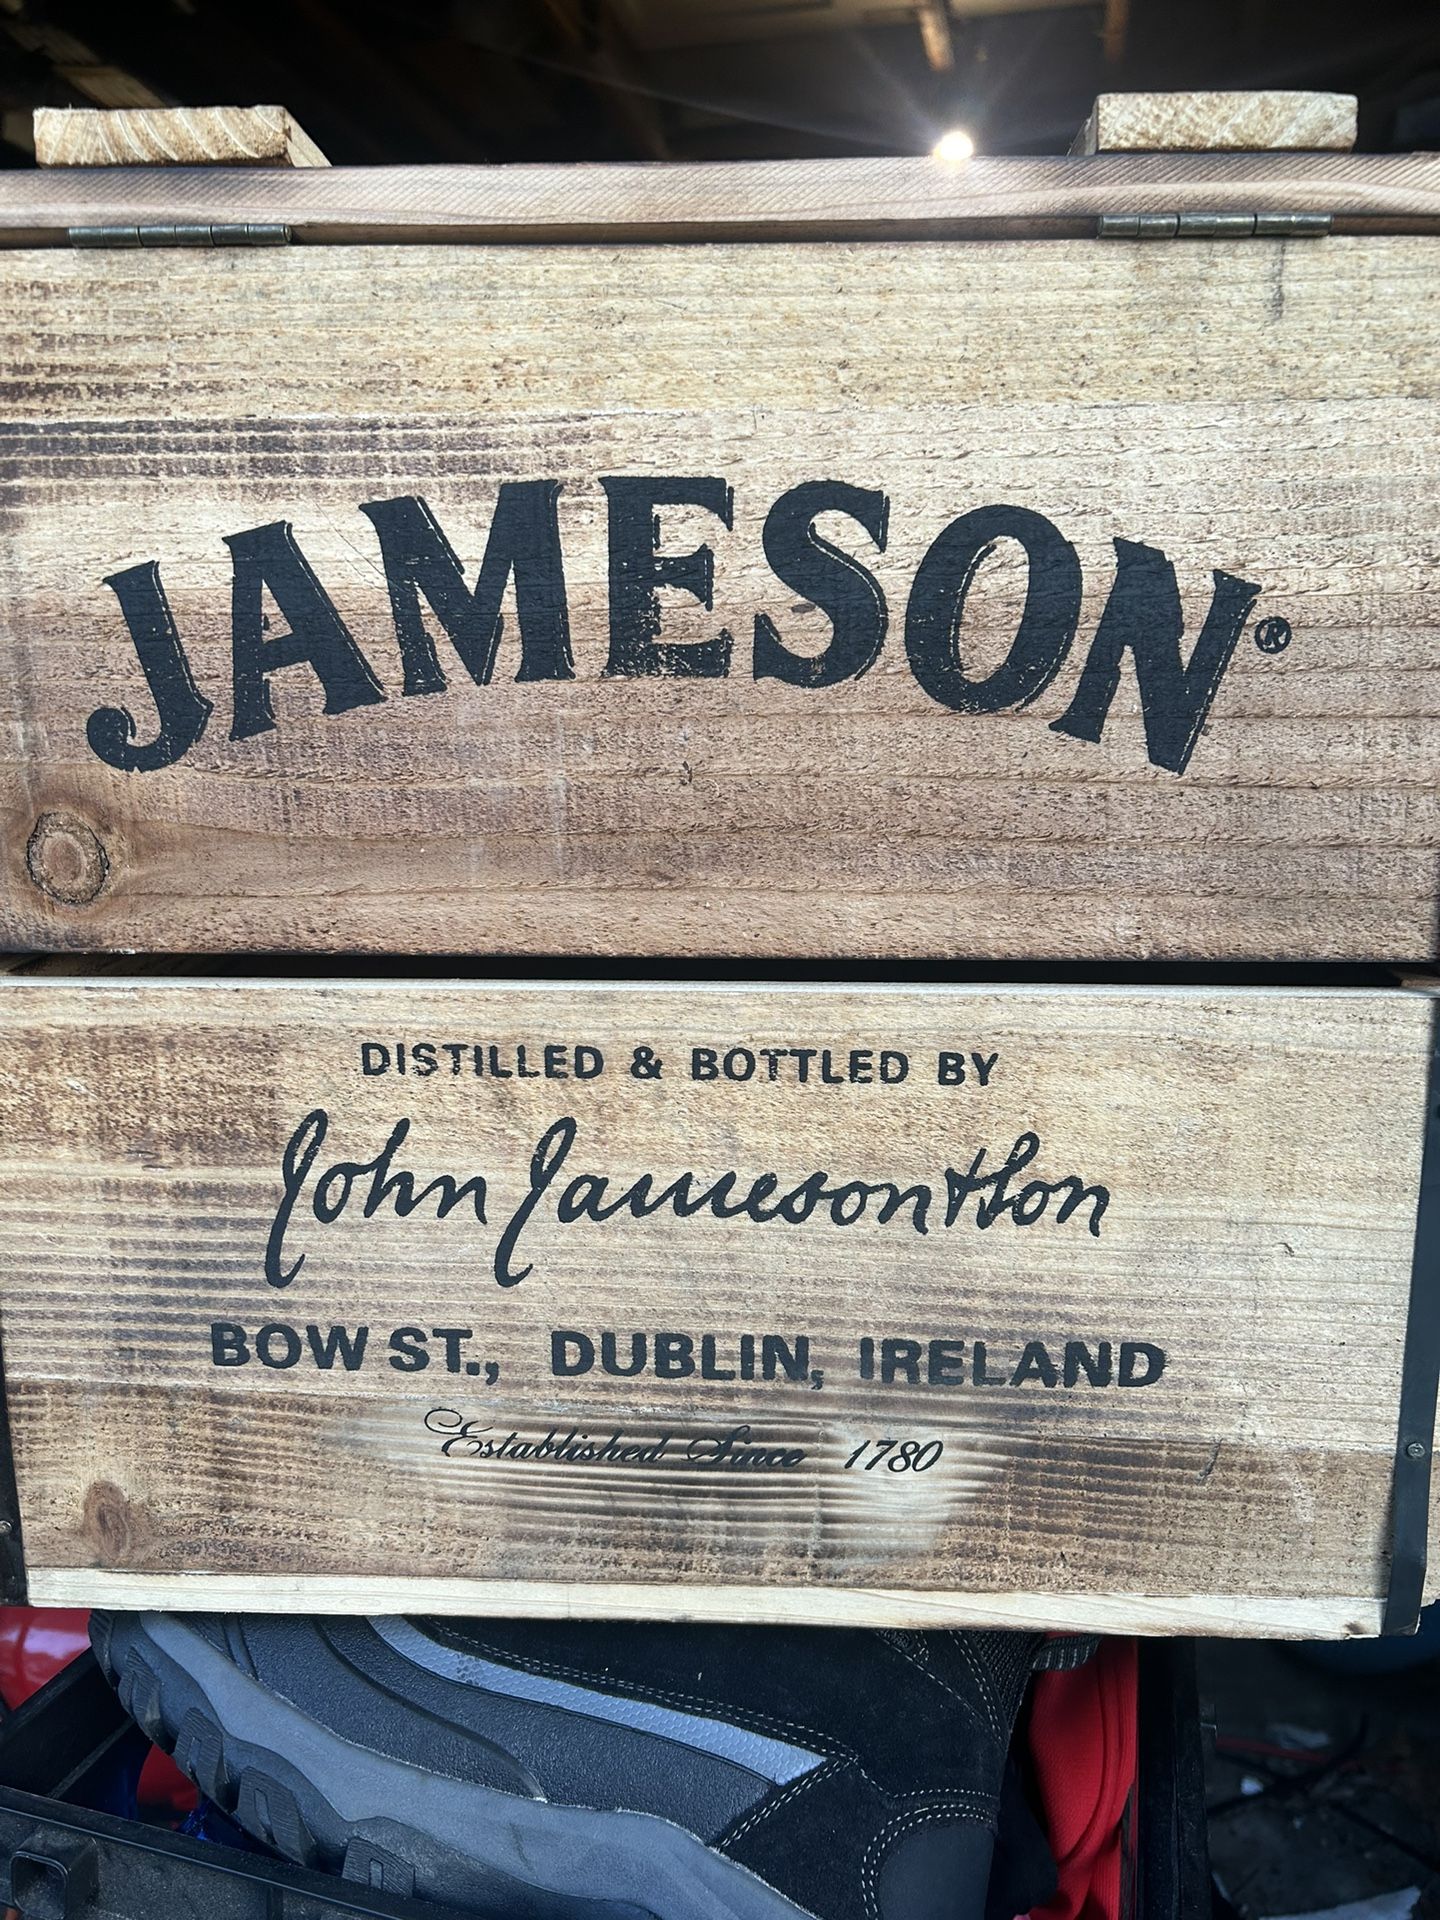 JAMESON®
DISTILLED & BOTTLED BY
John Jameson & Son
BOW ST., DUBLIN, IRELAND
Established Since 1780